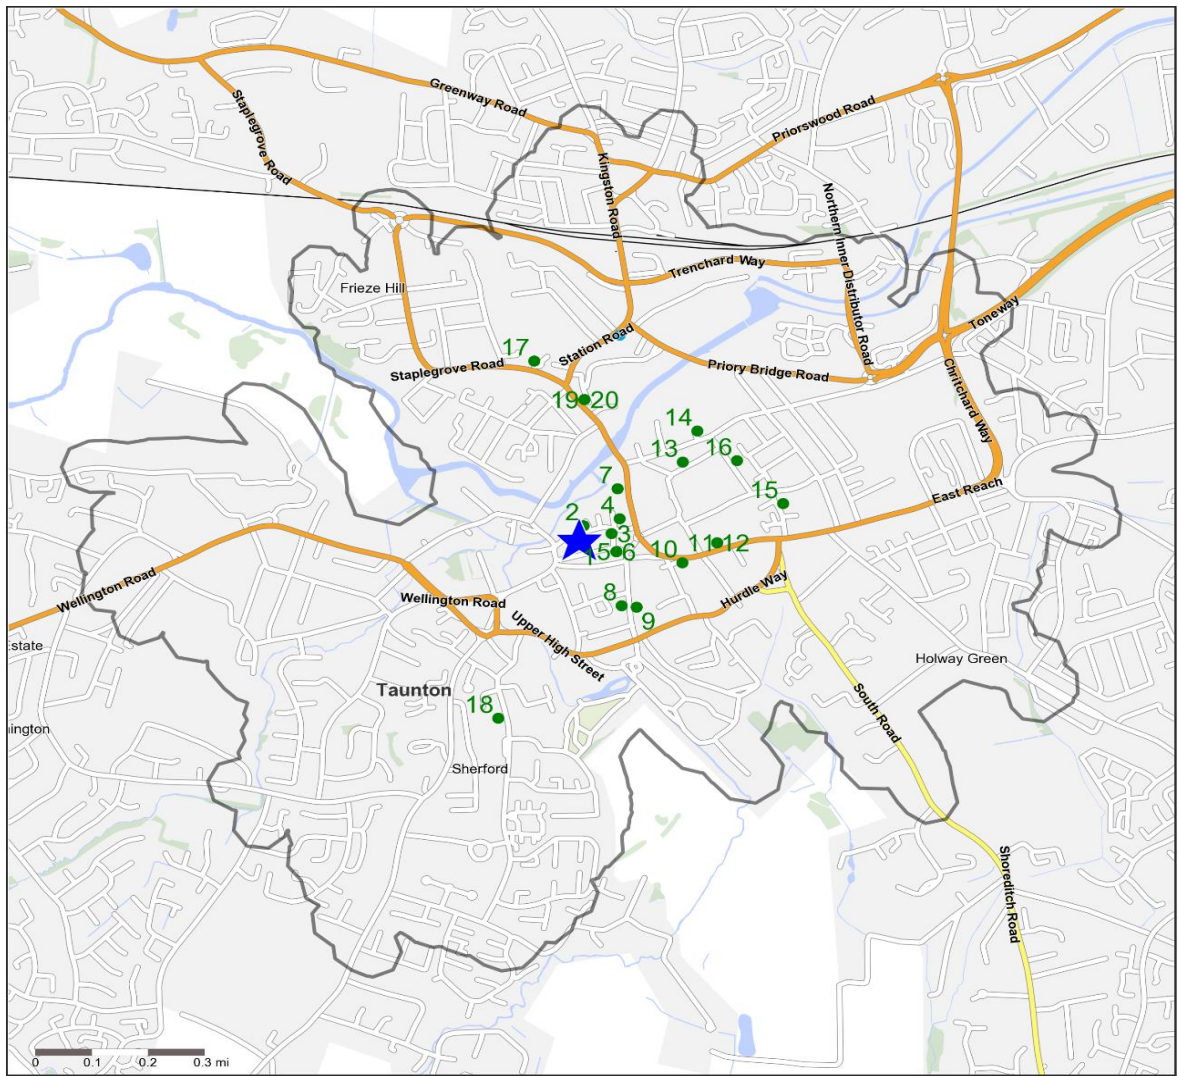 Greenway Road
Staplegrove Road
Priorswood Road
Kingston Road
Northern Inner Distributor Road
Trenchard Way
Frieze Hill
Toneway
Station Road
17
Staplegrove Road
Priory Bridge Road
Critchard Way
19
20
14
13
16
7
15
East Reach
2
4
3
1
5
6
10
11
12
Wellington Road
Wellington Road
8
9
Hurdle Way
Upper High Street
state
Holway Green
Taunton
18
South Road
ington
Sherford
Shoreditch Road
0
0.1
0.2
0.3 mi